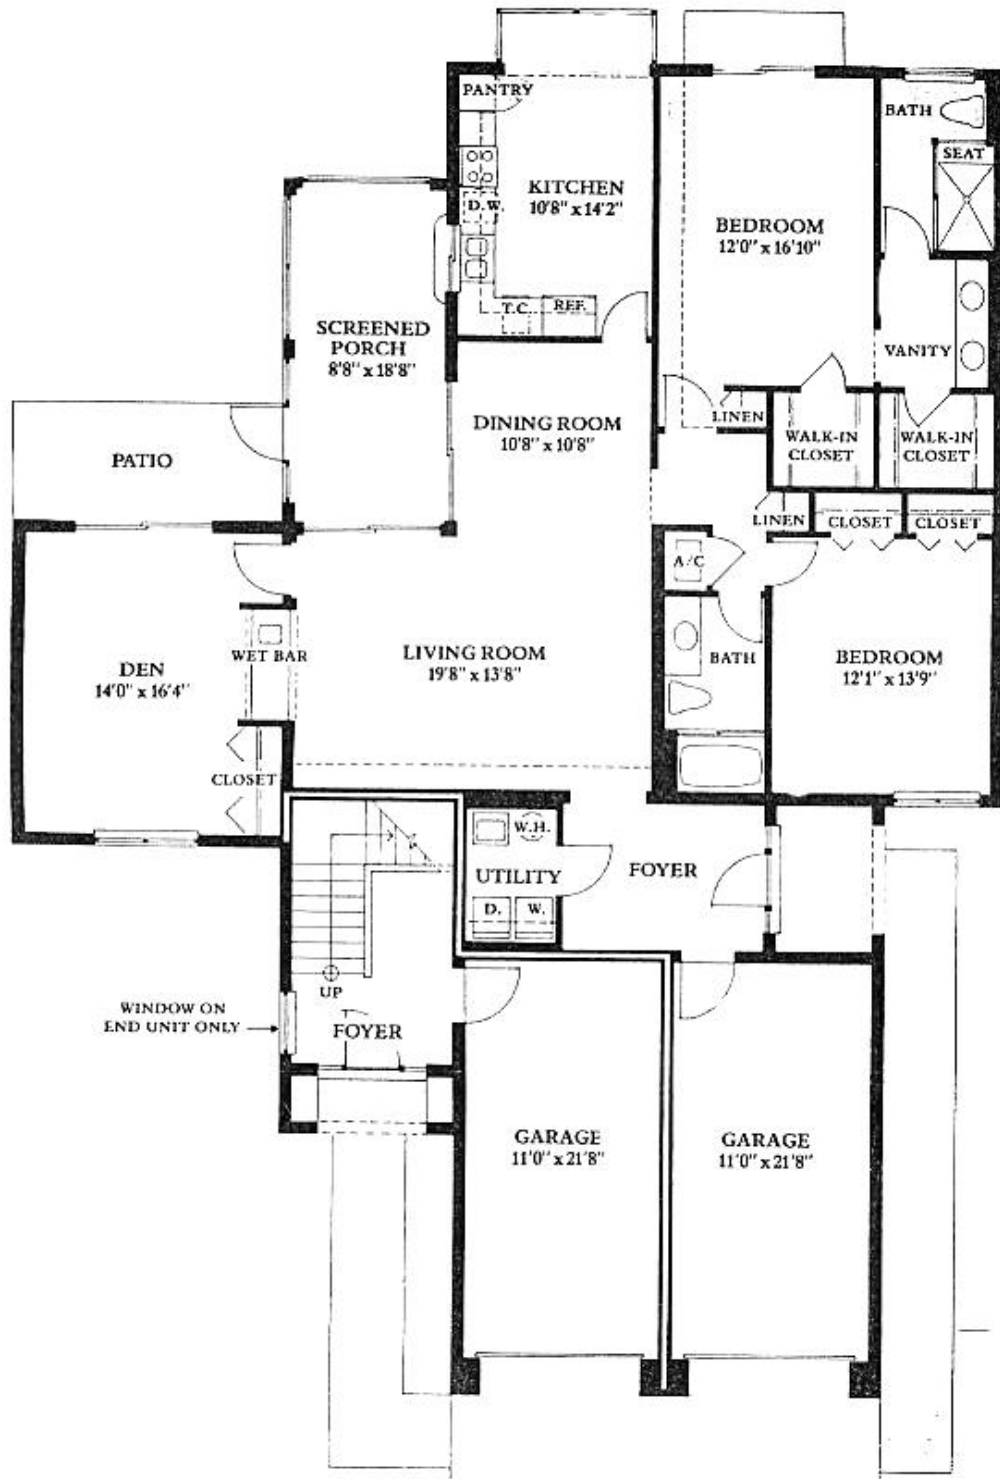 PANTRY
BATH
SEAT
KITCHEN
10'8" x 14'2"
D.W.
BEDROOM
12'0" x 16'10"
T.C.
REF.
SCREENED
PORCH
8'8" x 18'8"
VANITY
LINEN
DINING ROOM
10'8" x 10'8"
WALK-IN
CLOSET
WALK-IN
CLOSET
PATIO
LINEN
CLOSET
CLOSET
A/C
WET BAR
LIVING ROOM
19'8" x 13'8"
BATH
BEDROOM
12'1" x 13'9"
DEN
14'0" x 16'4"
CLOSET
W.H.
UTILITY
FOYER
D.
W.
UP
WINDOW ON
END UNIT ONLY
FOYER
GARAGE
11'0" x 21'8"
GARAGE
11'0" x 21'8"